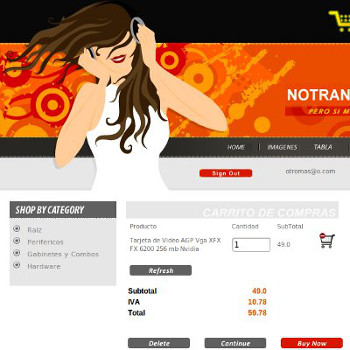 NOTRAN
PERO SI M
HOME IMAGENES TABLA
Sign Out
otromas@o.com
SHOP BY CATEGORY
Raiz
Perifericos
Gabinetes y Combos
Hardware
CARRITO DE COMPRAS
Producto Cantidad SubTotal
Tarjeta de Video AGP Vga XFX
FX 6200 256 mb Nvidia
1
49.0
Refresh
Subtotal 49.0
IVA 10.78
Total 59.78
Delete Continue Buy Now